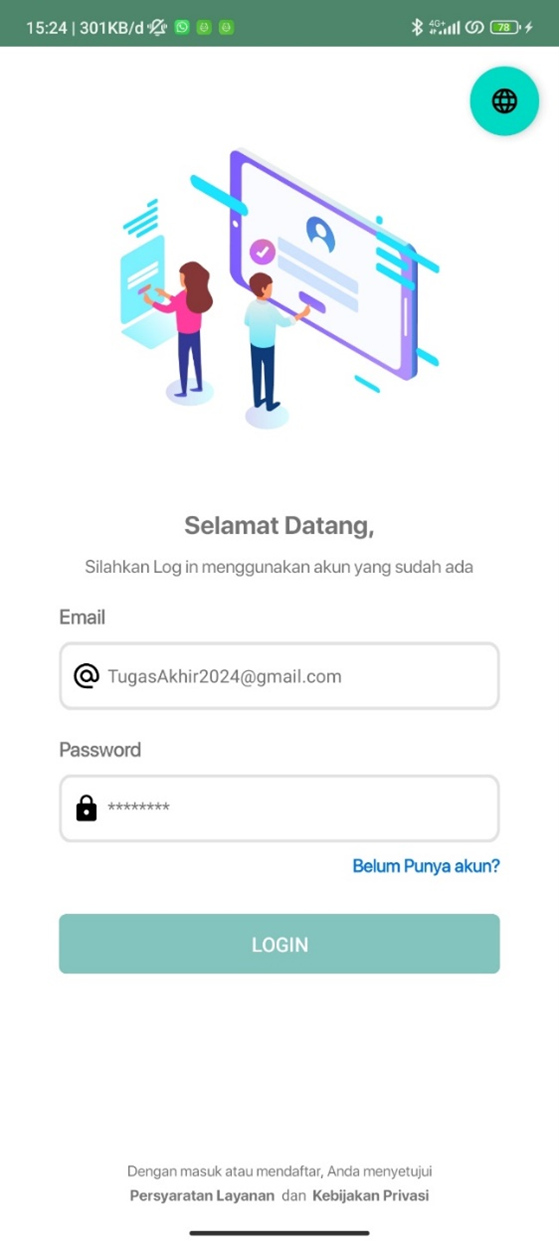 15:24 | 301KB/d
4G+
78
Selamat Datang,
Silahkan Log in menggunakan akun yang sudah ada
Email
TugasAkhir2024@gmail.com
Password
********
Belum Punya akun?
LOGIN
Dengan masuk atau mendaftar, Anda menyetujui
Persyaratan Layanan dan Kebijakan Privasi